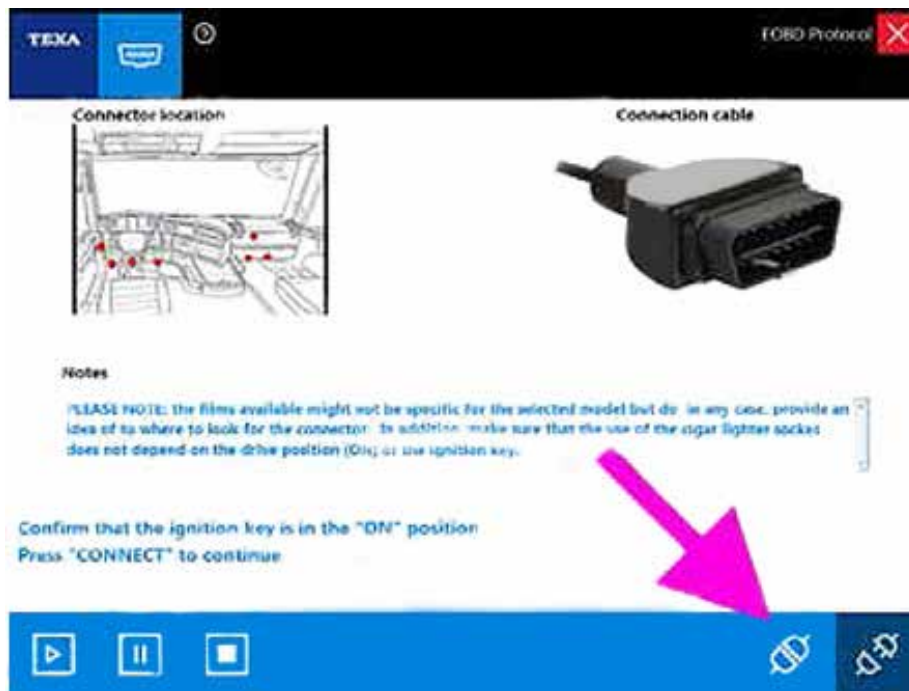 TEXA
EOBD Protocol
Connector location
Connection cable
Notes
PLEASE NOTE: the films available might not be specific for the selected model but do in any case, provide an
idea of to where to look for the connector. In addition, make sure that the use of the cigar lighter socket
does not depend on the drive position (On) of the ignition key.
Confirm that the ignition key is in the "ON" position
Press "CONNECT" to continue